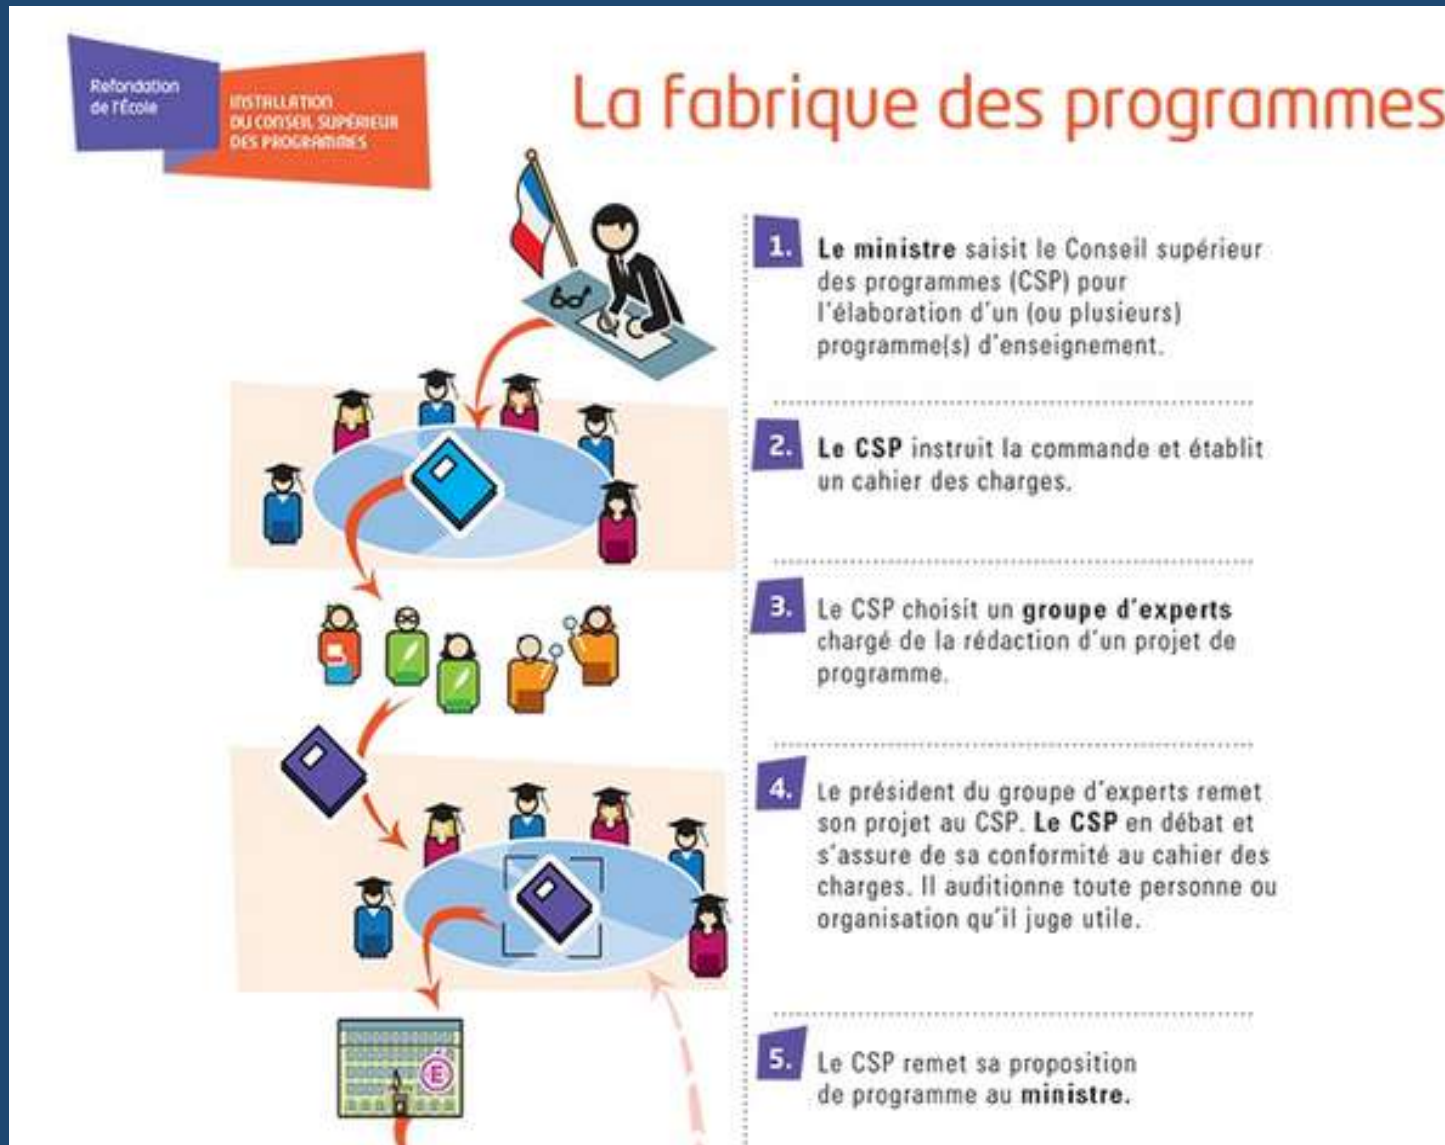 Refondation
de l'École
INSTALLATION
DU CONSEIL SUPÉRIEUR
DES PROGRAMMES
La fabrique des programmes
1. Le ministre saisit le Conseil supérieur
des programmes (CSP) pour
l'élaboration d'un (ou plusieurs)
programme(s) d'enseignement.
2. Le CSP instruit la commande et établit
un cahier des charges.
3. Le CSP choisit un groupe d'experts
chargé de la rédaction d'un projet de
programme.
4. Le président du groupe d'experts remet
son projet au CSP. Le CSP en débat et
s'assure de sa conformité au cahier des
charges. Il auditionne toute personne ou
organisation qu'il juge utile.
É
5. Le CSP remet sa proposition
de programme au ministre.